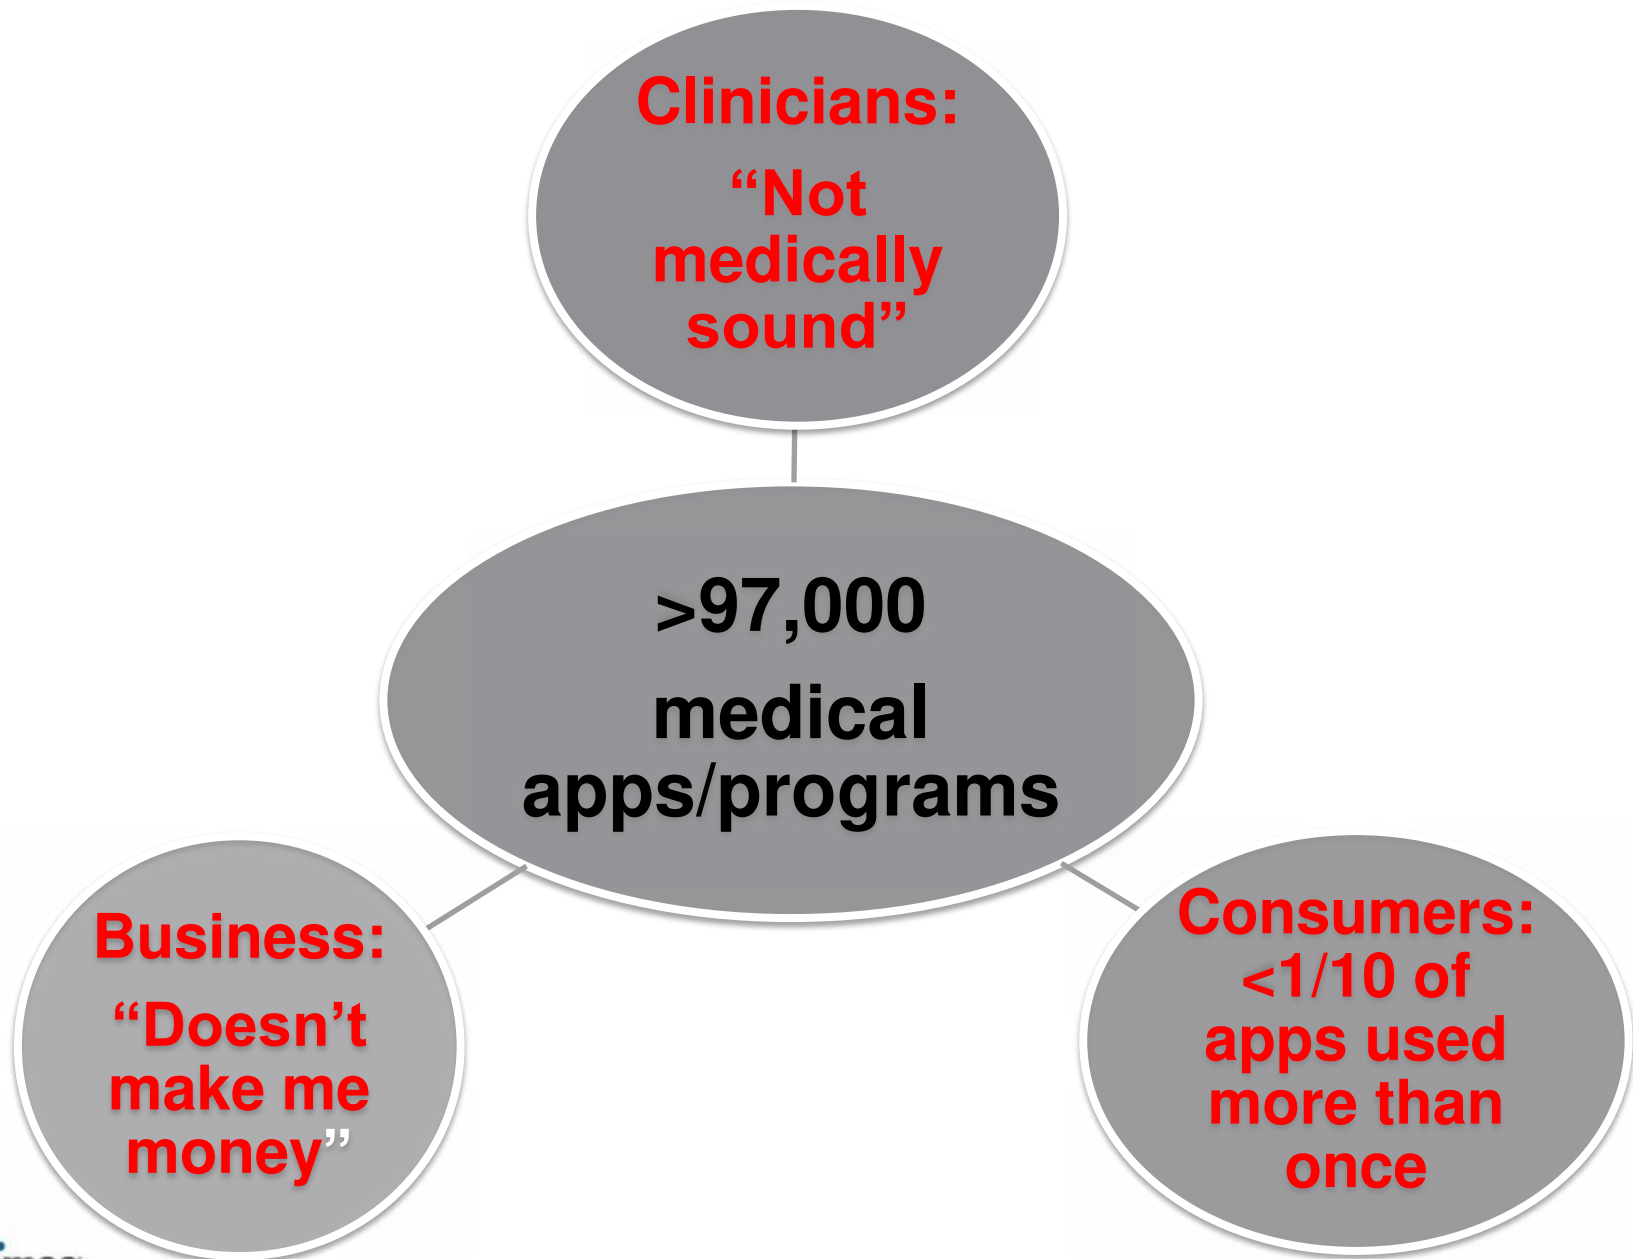 Clinicians:
“Not
medically
sound”
>97,000
medical
apps/programs
Business:
“Doesn’t
make me
money”
Consumers:
<1/10 of
apps used
more than
once